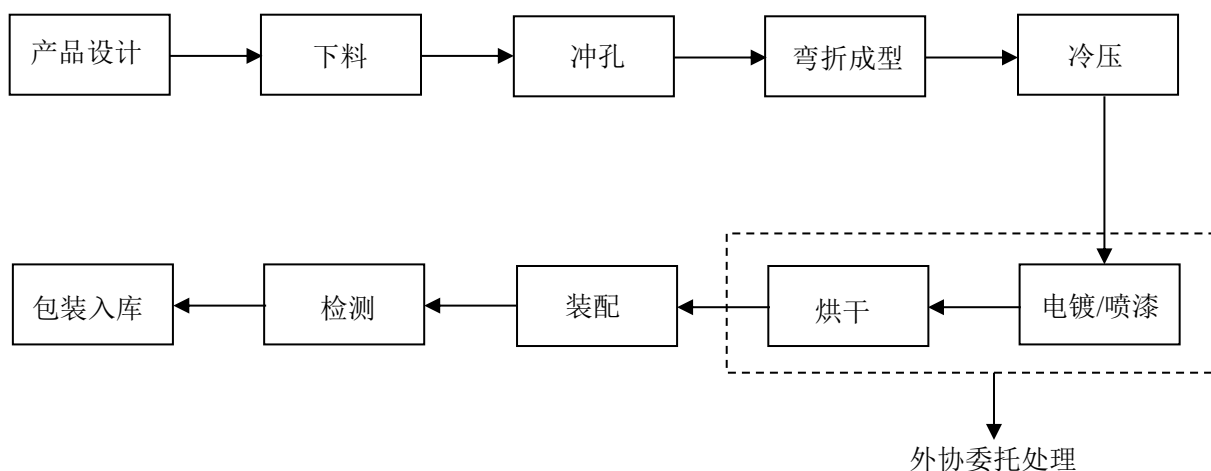 产品设计
下料
冲孔
弯折成型
冷压
电镀/喷漆
烘干
装配
检测
包装入库
外协委托处理